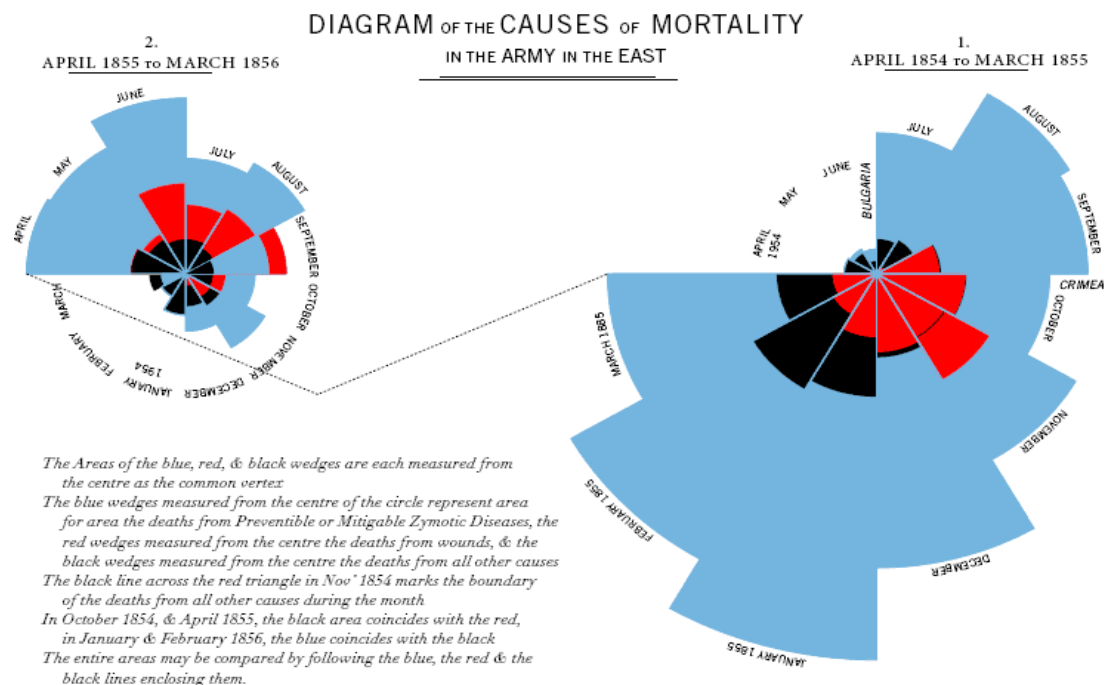 DIAGRAM OF THE CAUSES OF MORTALITY
IN THE ARMY IN THE EAST
2.
APRIL 1855 TO MARCH 1856
1.
APRIL 1854 TO MARCH 1855
APRIL
MAY
JUNE
JULY
AUGUST
SEPTEMBER
OCTOBER
NOVEMBER
DECEMBER
JANUARY
1954
FEBRUARY
MARCH
APRIL
1954
MAY
JUNE
BULGARIA
JULY
AUGUST
SEPTEMBER
CRIMEA
OCTOBER
NOVEMBER
DECEMBER
JANUARY 1855
FEBRUARY 1855
MARCH 1885
The Areas of the blue, red, & black wedges are each measured from
the centre as the common vertex
The blue wedges measured from the centre of the circle represent area
for area the deaths from Preventible or Mitigable Zymotic Diseases, the
red wedges measured from the centre the deaths from wounds, & the
black wedges measured from the centre the deaths from all other causes
The black line across the red triangle in Nov' 1854 marks the boundary
of the deaths from all other causes during the month
In October 1854, & April 1855, the black area coincides with the red,
in January & February 1856, the blue coincides with the black
The entire areas may be compared by following the blue, the red & the
black lines enclosing them.